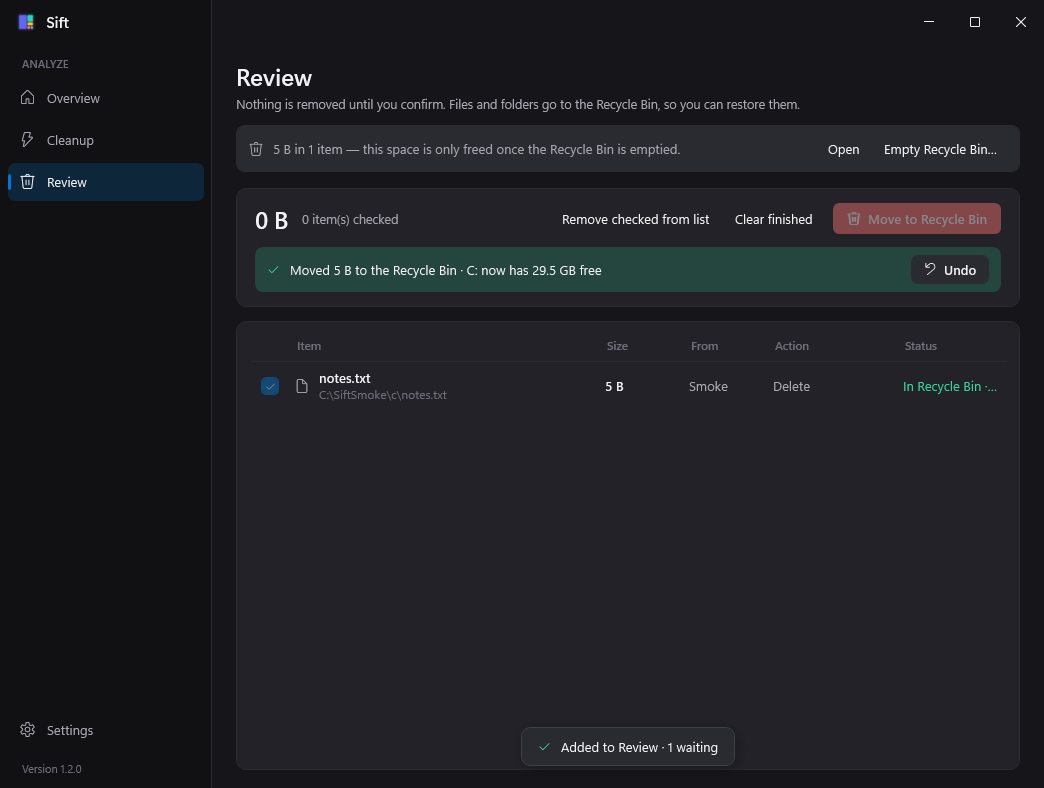 Sift
ANALYZE
Overview
Cleanup
Review
Settings
Version 1.2.0
Review
Nothing is removed until you confirm. Files and folders go to the Recycle Bin, so you can restore them.
5 B in 1 item — this space is only freed once the Recycle Bin is emptied. Open Empty Recycle Bin...
0 B 0 item(s) checked Remove checked from list Clear finished Move to Recycle Bin
Moved 5 B to the Recycle Bin · C: now has 29.5 GB free Undo
Item Size From Action Status
notes.txt 5 B Smoke Delete In Recycle Bin ·...
C:\SiftSmoke\c\notes.txt
Added to Review · 1 waiting